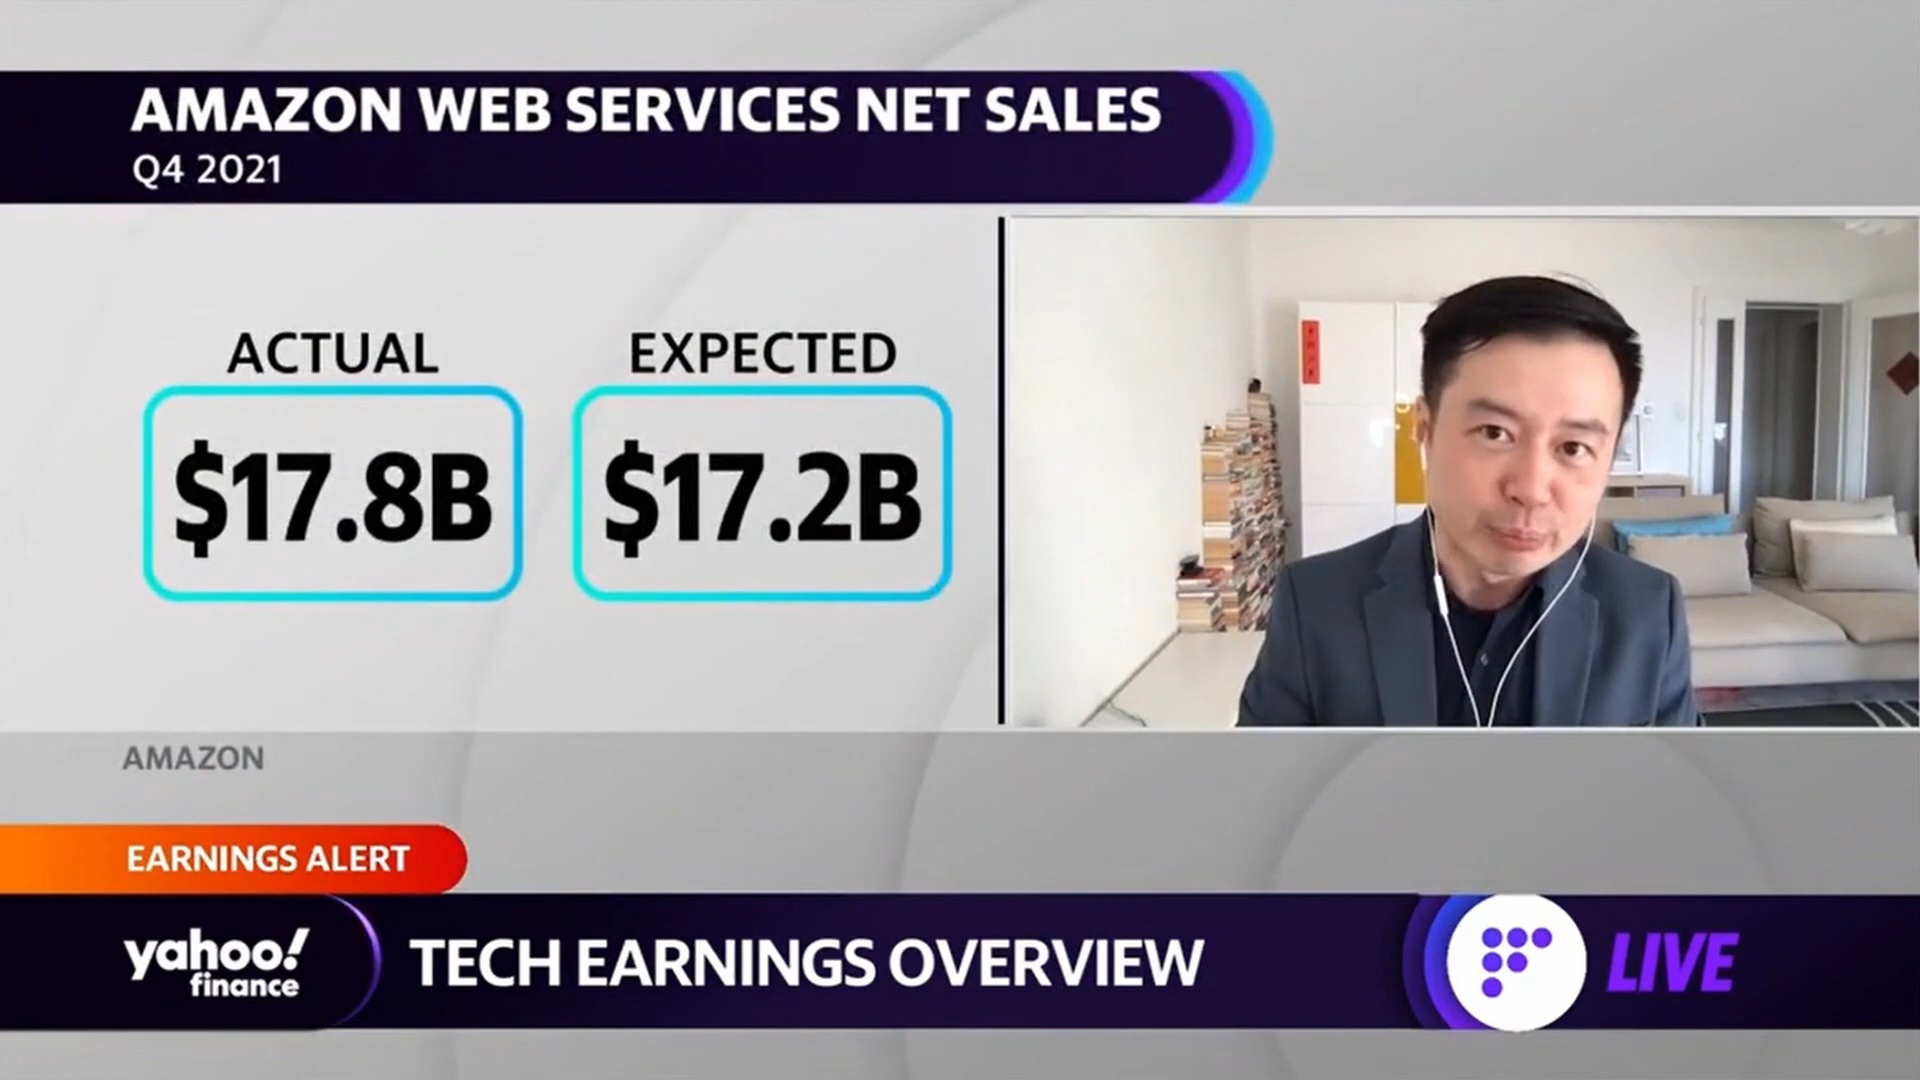 AMAZON WEB SERVICES NET SALES
Q4 2021
ACTUAL
EXPECTED
$17.8B
$17.2B
AMAZON
EARNINGS ALERT
yahoo!
finance
TECH EARNINGS OVERVIEW
LIVE